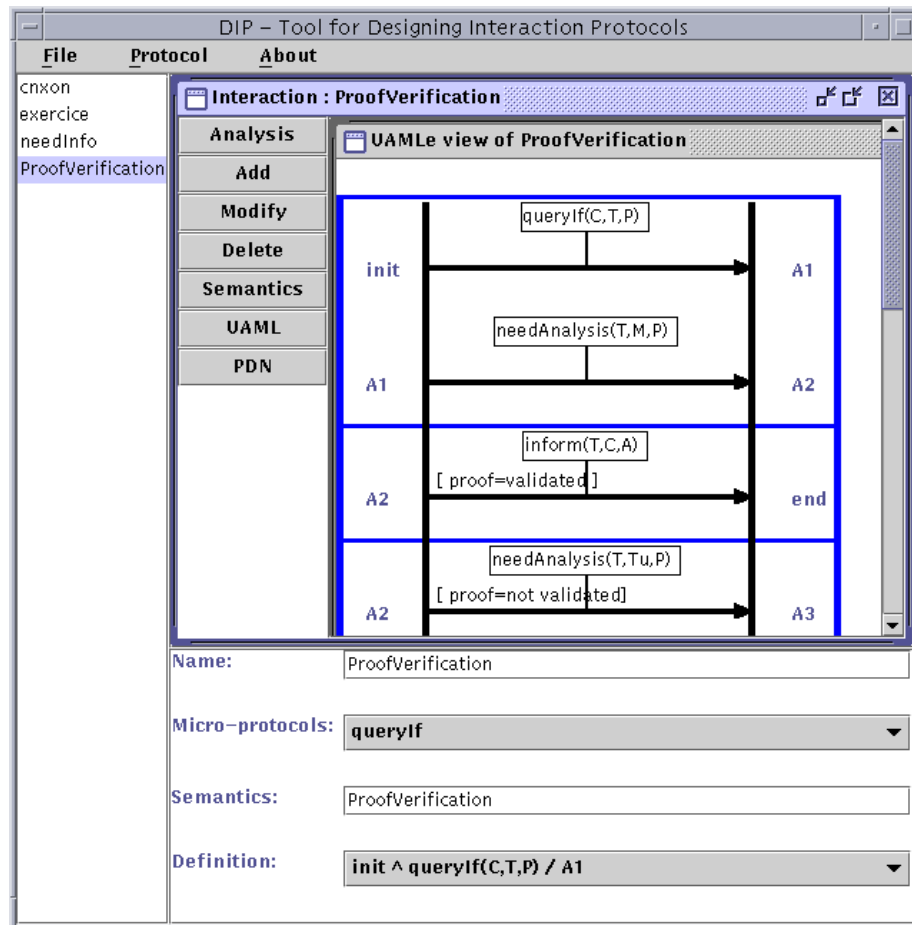 DIP – Tool for Designing Interaction Protocols
File Protocol About
cnxon
exercice
needInfo
ProofVerification
Interaction : ProofVerification
Analysis
Add
Modify
Delete
Semantics
UAML
PDN
UAMLe view of ProofVerification
queryIf(C,T,P)
init A1
needAnalysis(T,M,P)
A1 A2
inform(T,C,A)
[ proof=validated ]
A2 end
needAnalysis(T,Tu,P)
[ proof=not validated]
A2 A3
Name: ProofVerification
Micro-protocols: queryIf
Semantics: ProofVerification
Definition: init ^ queryIf(C,T,P) / A1